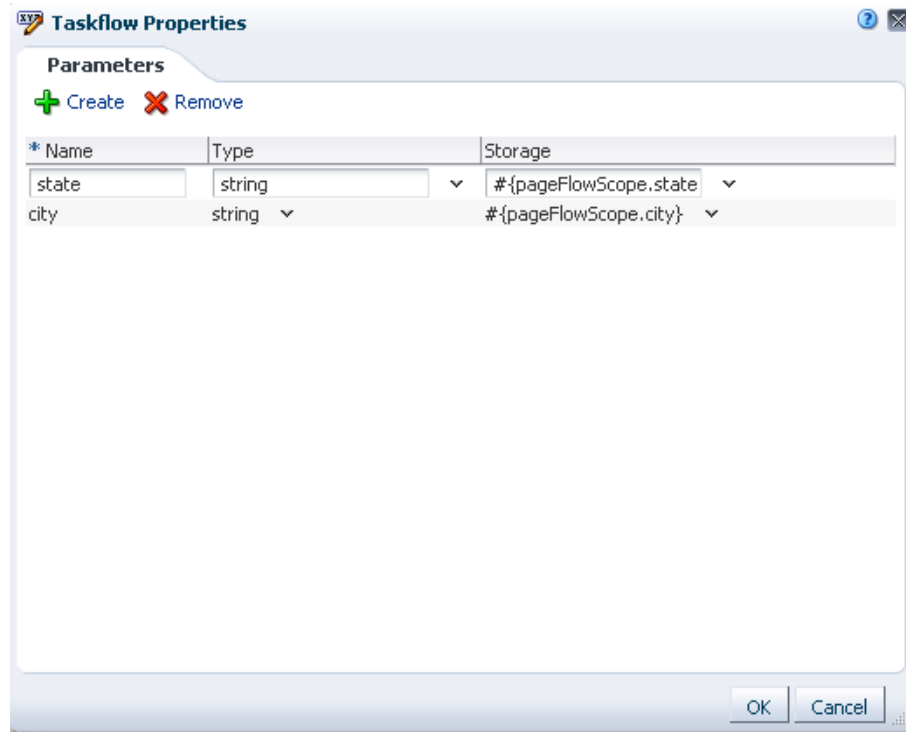 Taskflow Properties
Parameters
Create Remove
* Name Type Storage
state string #{pageFlowScope.state
city string #{pageFlowScope.city}
OK Cancel